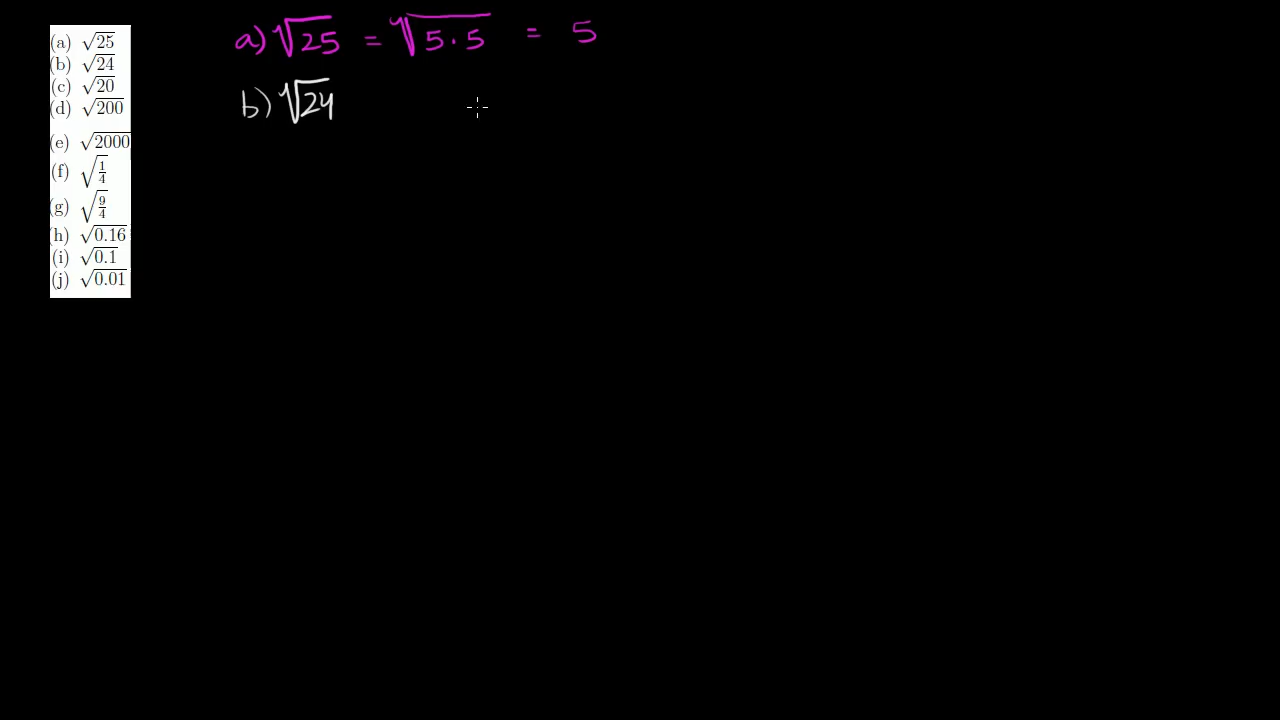 (a) √25
(b) √24
(c) √20
(d) √200
(e) √2000
(f) √(1/4)
(g) √(9/4)
(h) √0.16
(i) √0.1
(j) √0.01
a) √25 = √5·5 = 5
b) √24